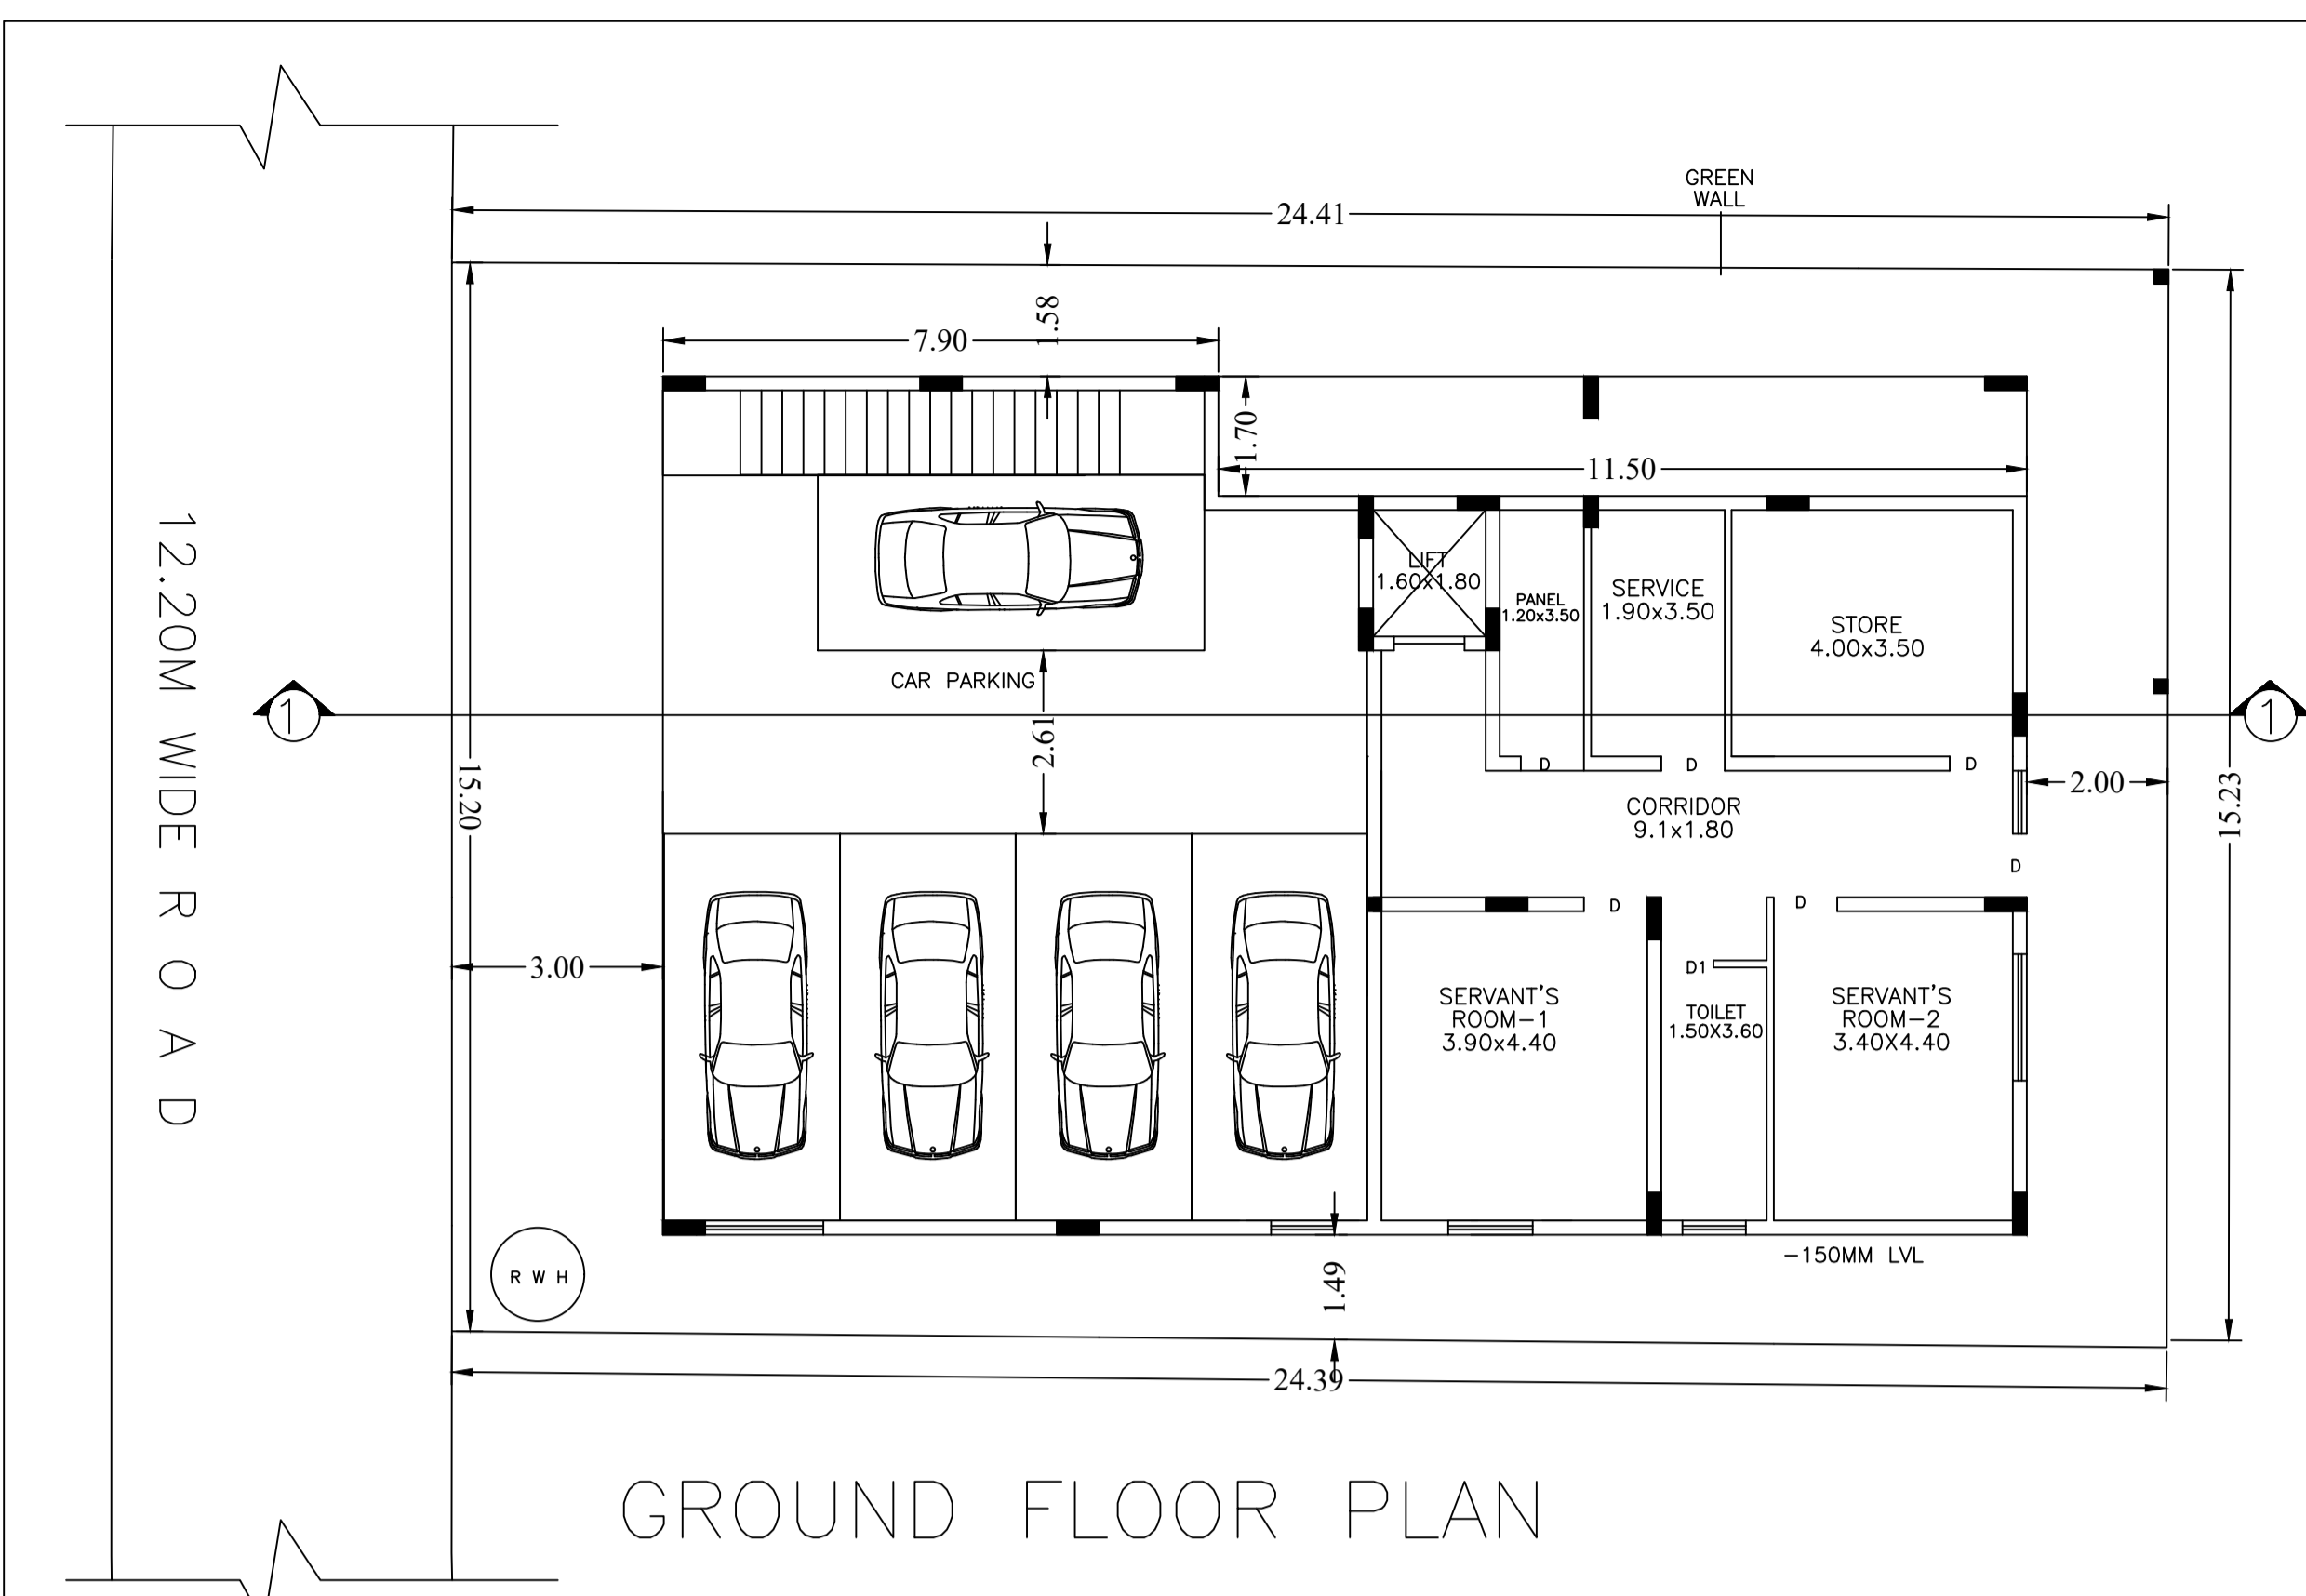 GREEN
WALL
24.41
1.58
7.90
1.70
11.50
LIFT
1.60x1.80
PANEL
1.20x3.50
SERVICE
1.90x3.50
STORE
4.00x3.50
CAR PARKING
12.20M WIDE ROAD
1
1
2.61
15.20
D
D
D
2.00
15.23
CORRIDOR
9.1x1.80
D
D
D
3.00
D1
SERVANT'S
ROOM-1
3.90x4.40
TOILET
1.50X3.60
SERVANT'S
ROOM-2
3.40X4.40
R W H
1.49
-150MM LVL
24.39
GROUND FLOOR PLAN